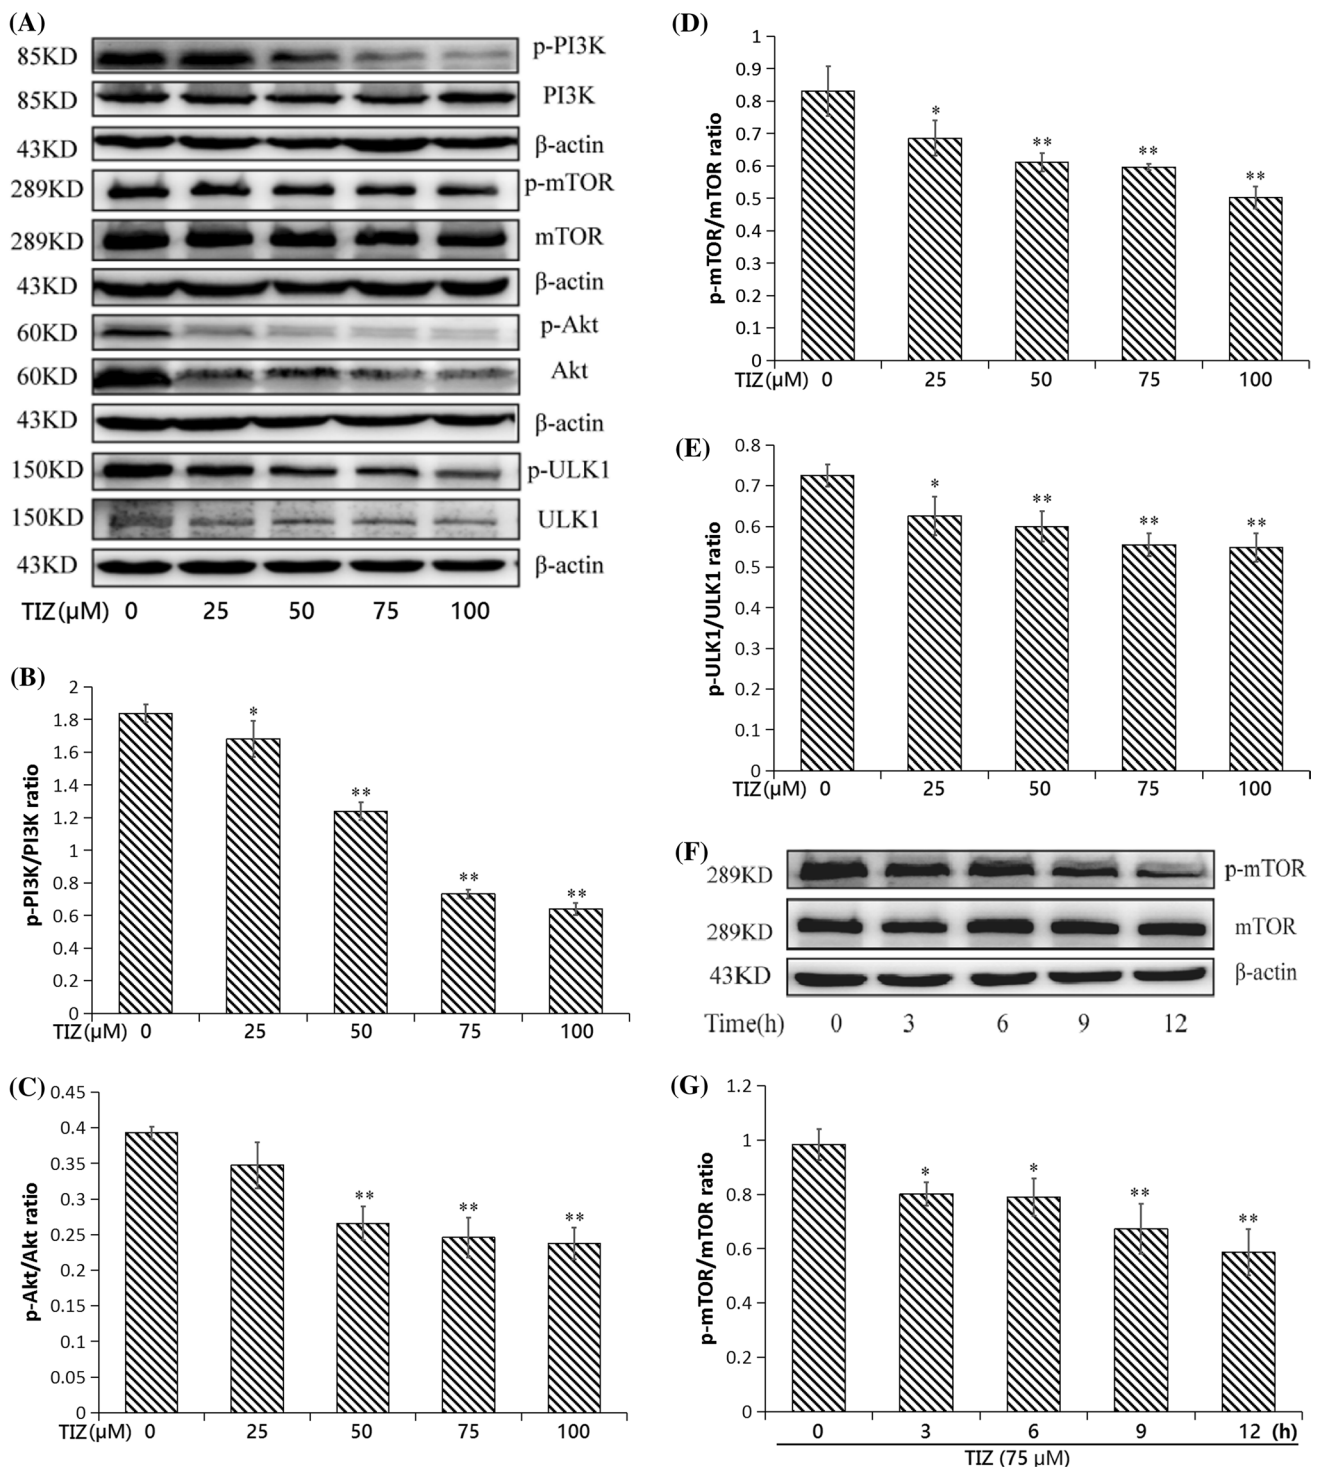 (A)
85KD p-PI3K
85KD PI3K
43KD β-actin
289KD p-mTOR
289KD mTOR
43KD β-actin
60KD p-Akt
60KD Akt
43KD β-actin
150KD p-ULK1
150KD ULK1
43KD β-actin
TIZ(μM) 0 25 50 75 100
(B)
p-PI3K/PI3K ratio
2
1.8
1.6
1.4
1.2
1
0.8
0.6
0.4
0.2
0
* ** ** **
TIZ(μM) 0 25 50 75 100
(C)
p-Akt/Akt ratio
0.45
0.4
0.35
0.3
0.25
0.2
0.15
0.1
0.05
0
** ** **
TIZ(μM) 0 25 50 75 100
(D)
p-mTOR/mTOR ratio
1
0.9
0.8
0.7
0.6
0.5
0.4
0.3
0.2
0.1
0
* ** ** **
TIZ(μM) 0 25 50 75 100
(E)
p-ULK1/ULK1 ratio
0.8
0.7
0.6
0.5
0.4
0.3
0.2
0.1
0
* ** ** **
TIZ(μM) 0 25 50 75 100
(F)
289KD p-mTOR
289KD mTOR
43KD β-actin
Time(h) 0 3 6 9 12
(G)
p-mTOR/mTOR ratio
1.2
1
0.8
0.6
0.4
0.2
0
* * ** **
0 3 6 9 12 (h)
TIZ (75 μM)